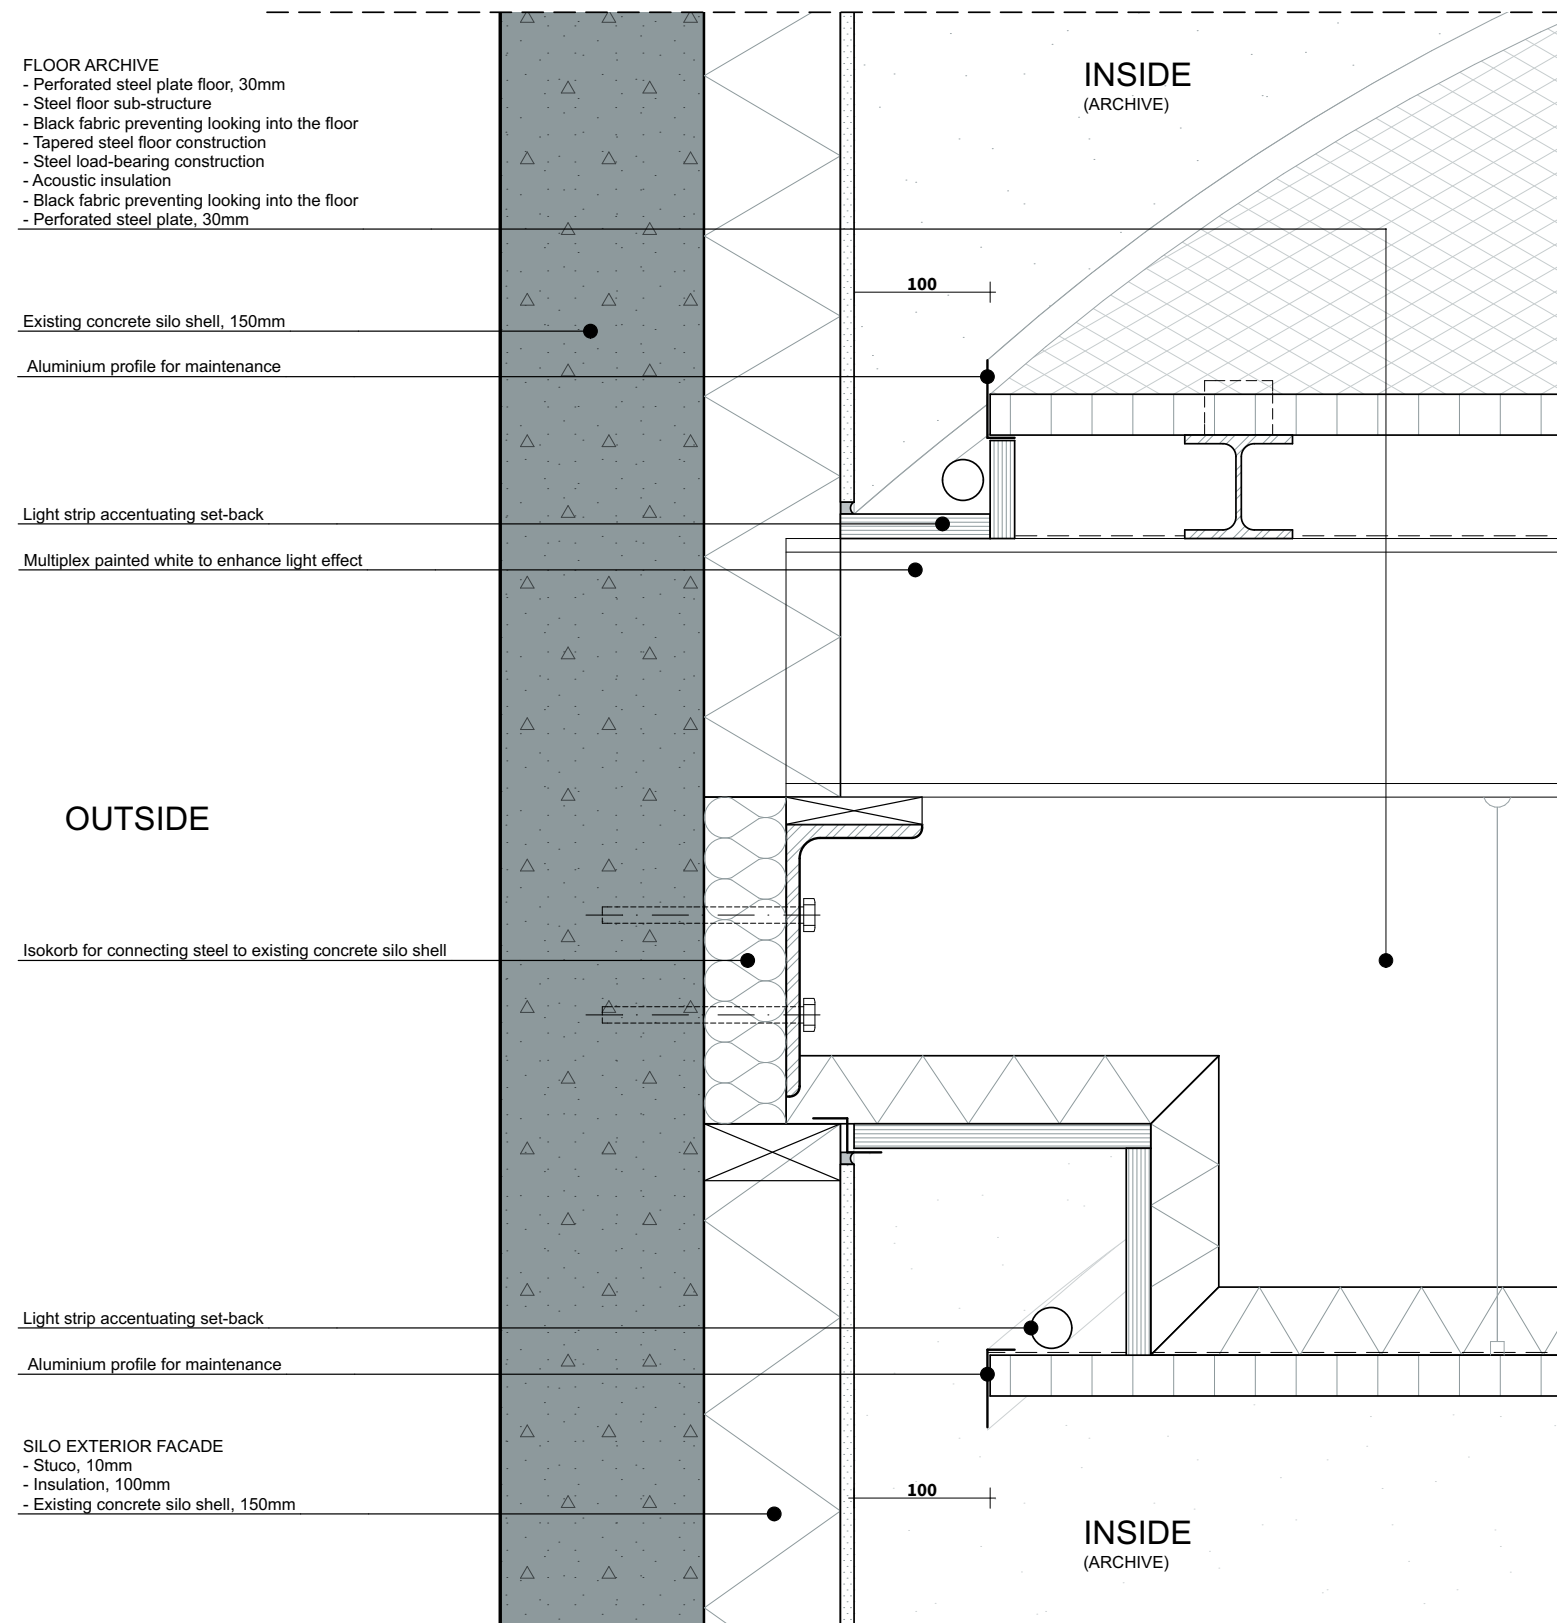 FLOOR ARCHIVE
- Perforated steel plate floor, 30mm
- Steel floor sub-structure
- Black fabric preventing looking into the floor
- Tapered steel floor construction
- Steel load-bearing construction
- Acoustic insulation
- Black fabric preventing looking into the floor
- Perforated steel plate, 30mm
INSIDE
(ARCHIVE)
100
Existing concrete silo shell, 150mm
Aluminium profile for maintenance
Light strip accentuating set-back
Multiplex painted white to enhance light effect
OUTSIDE
Isokorb for connecting steel to existing concrete silo shell
Light strip accentuating set-back
Aluminium profile for maintenance
SILO EXTERIOR FACADE
- Stuco, 10mm
- Insulation, 100mm
- Existing concrete silo shell, 150mm
100
INSIDE
(ARCHIVE)